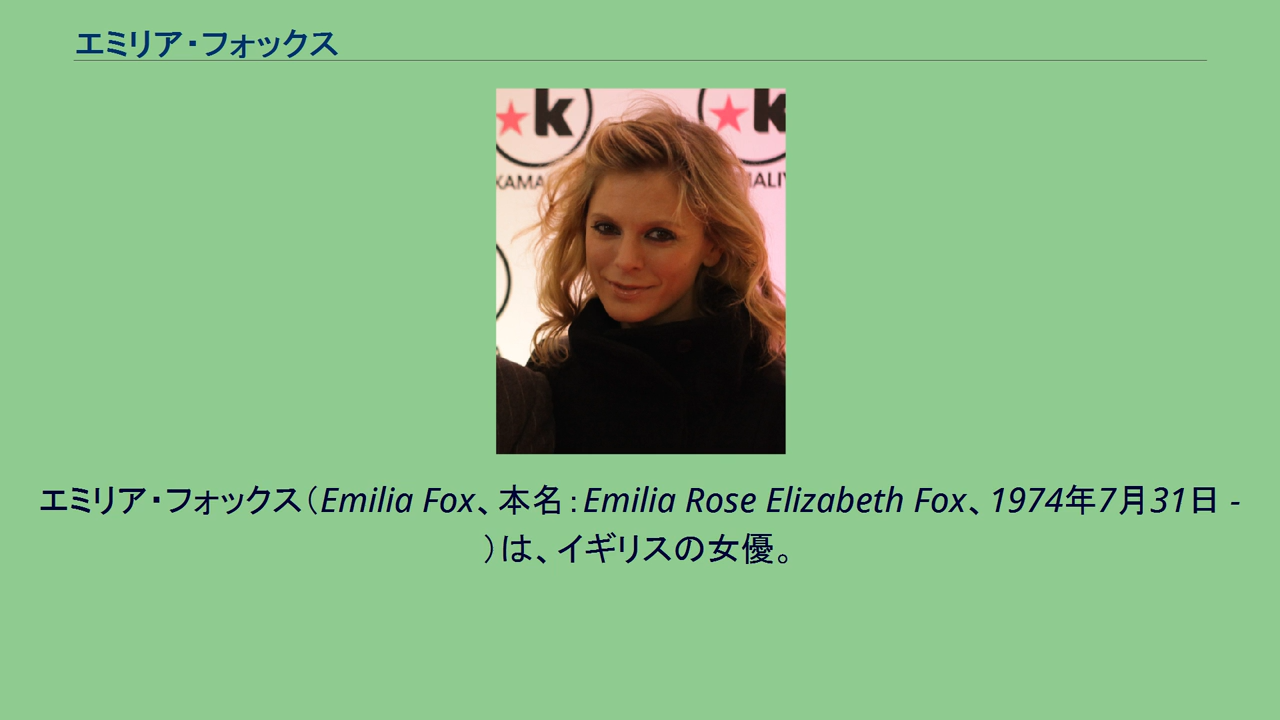 エミリア・フォックス
★k
★k
KAMA
MALIY
エミリア・フォックス（Emilia Fox、本名：Emilia Rose Elizabeth Fox、1974年7月31日 -
）は、イギリスの女優。